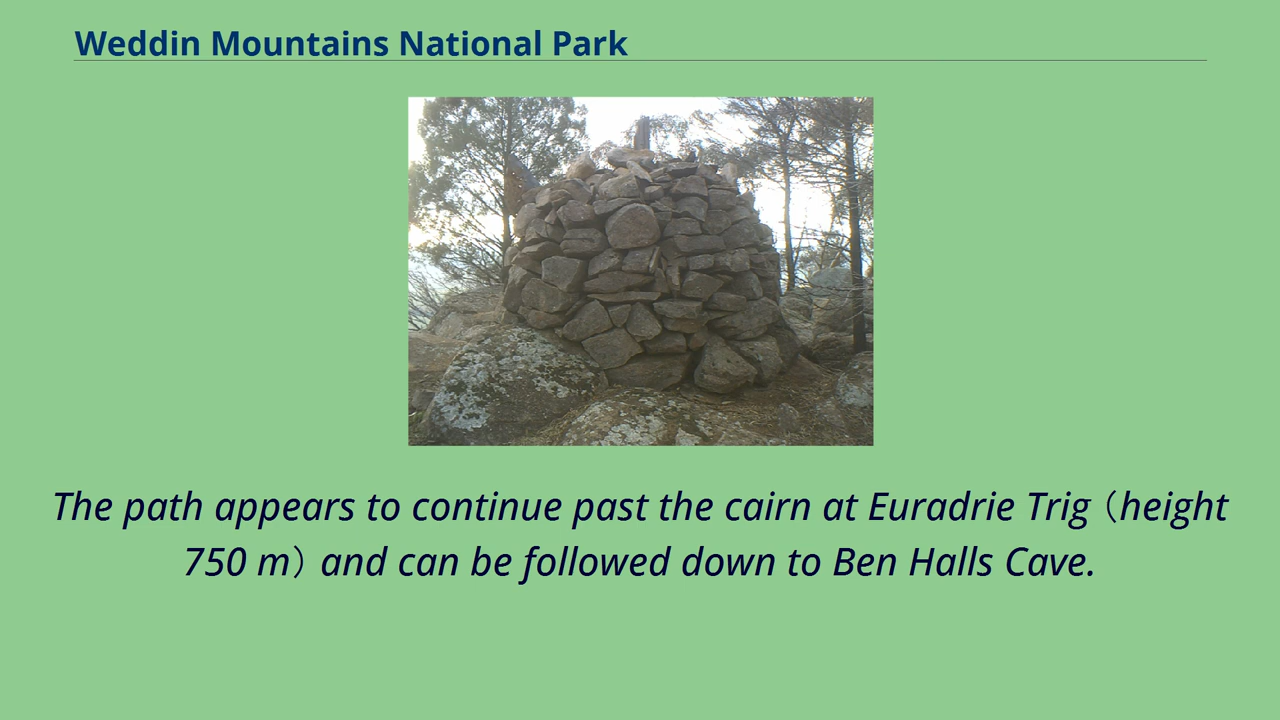 Weddin Mountains National Park
The path appears to continue past the cairn at Euradrie Trig（height
750 m）and can be followed down to Ben Halls Cave.